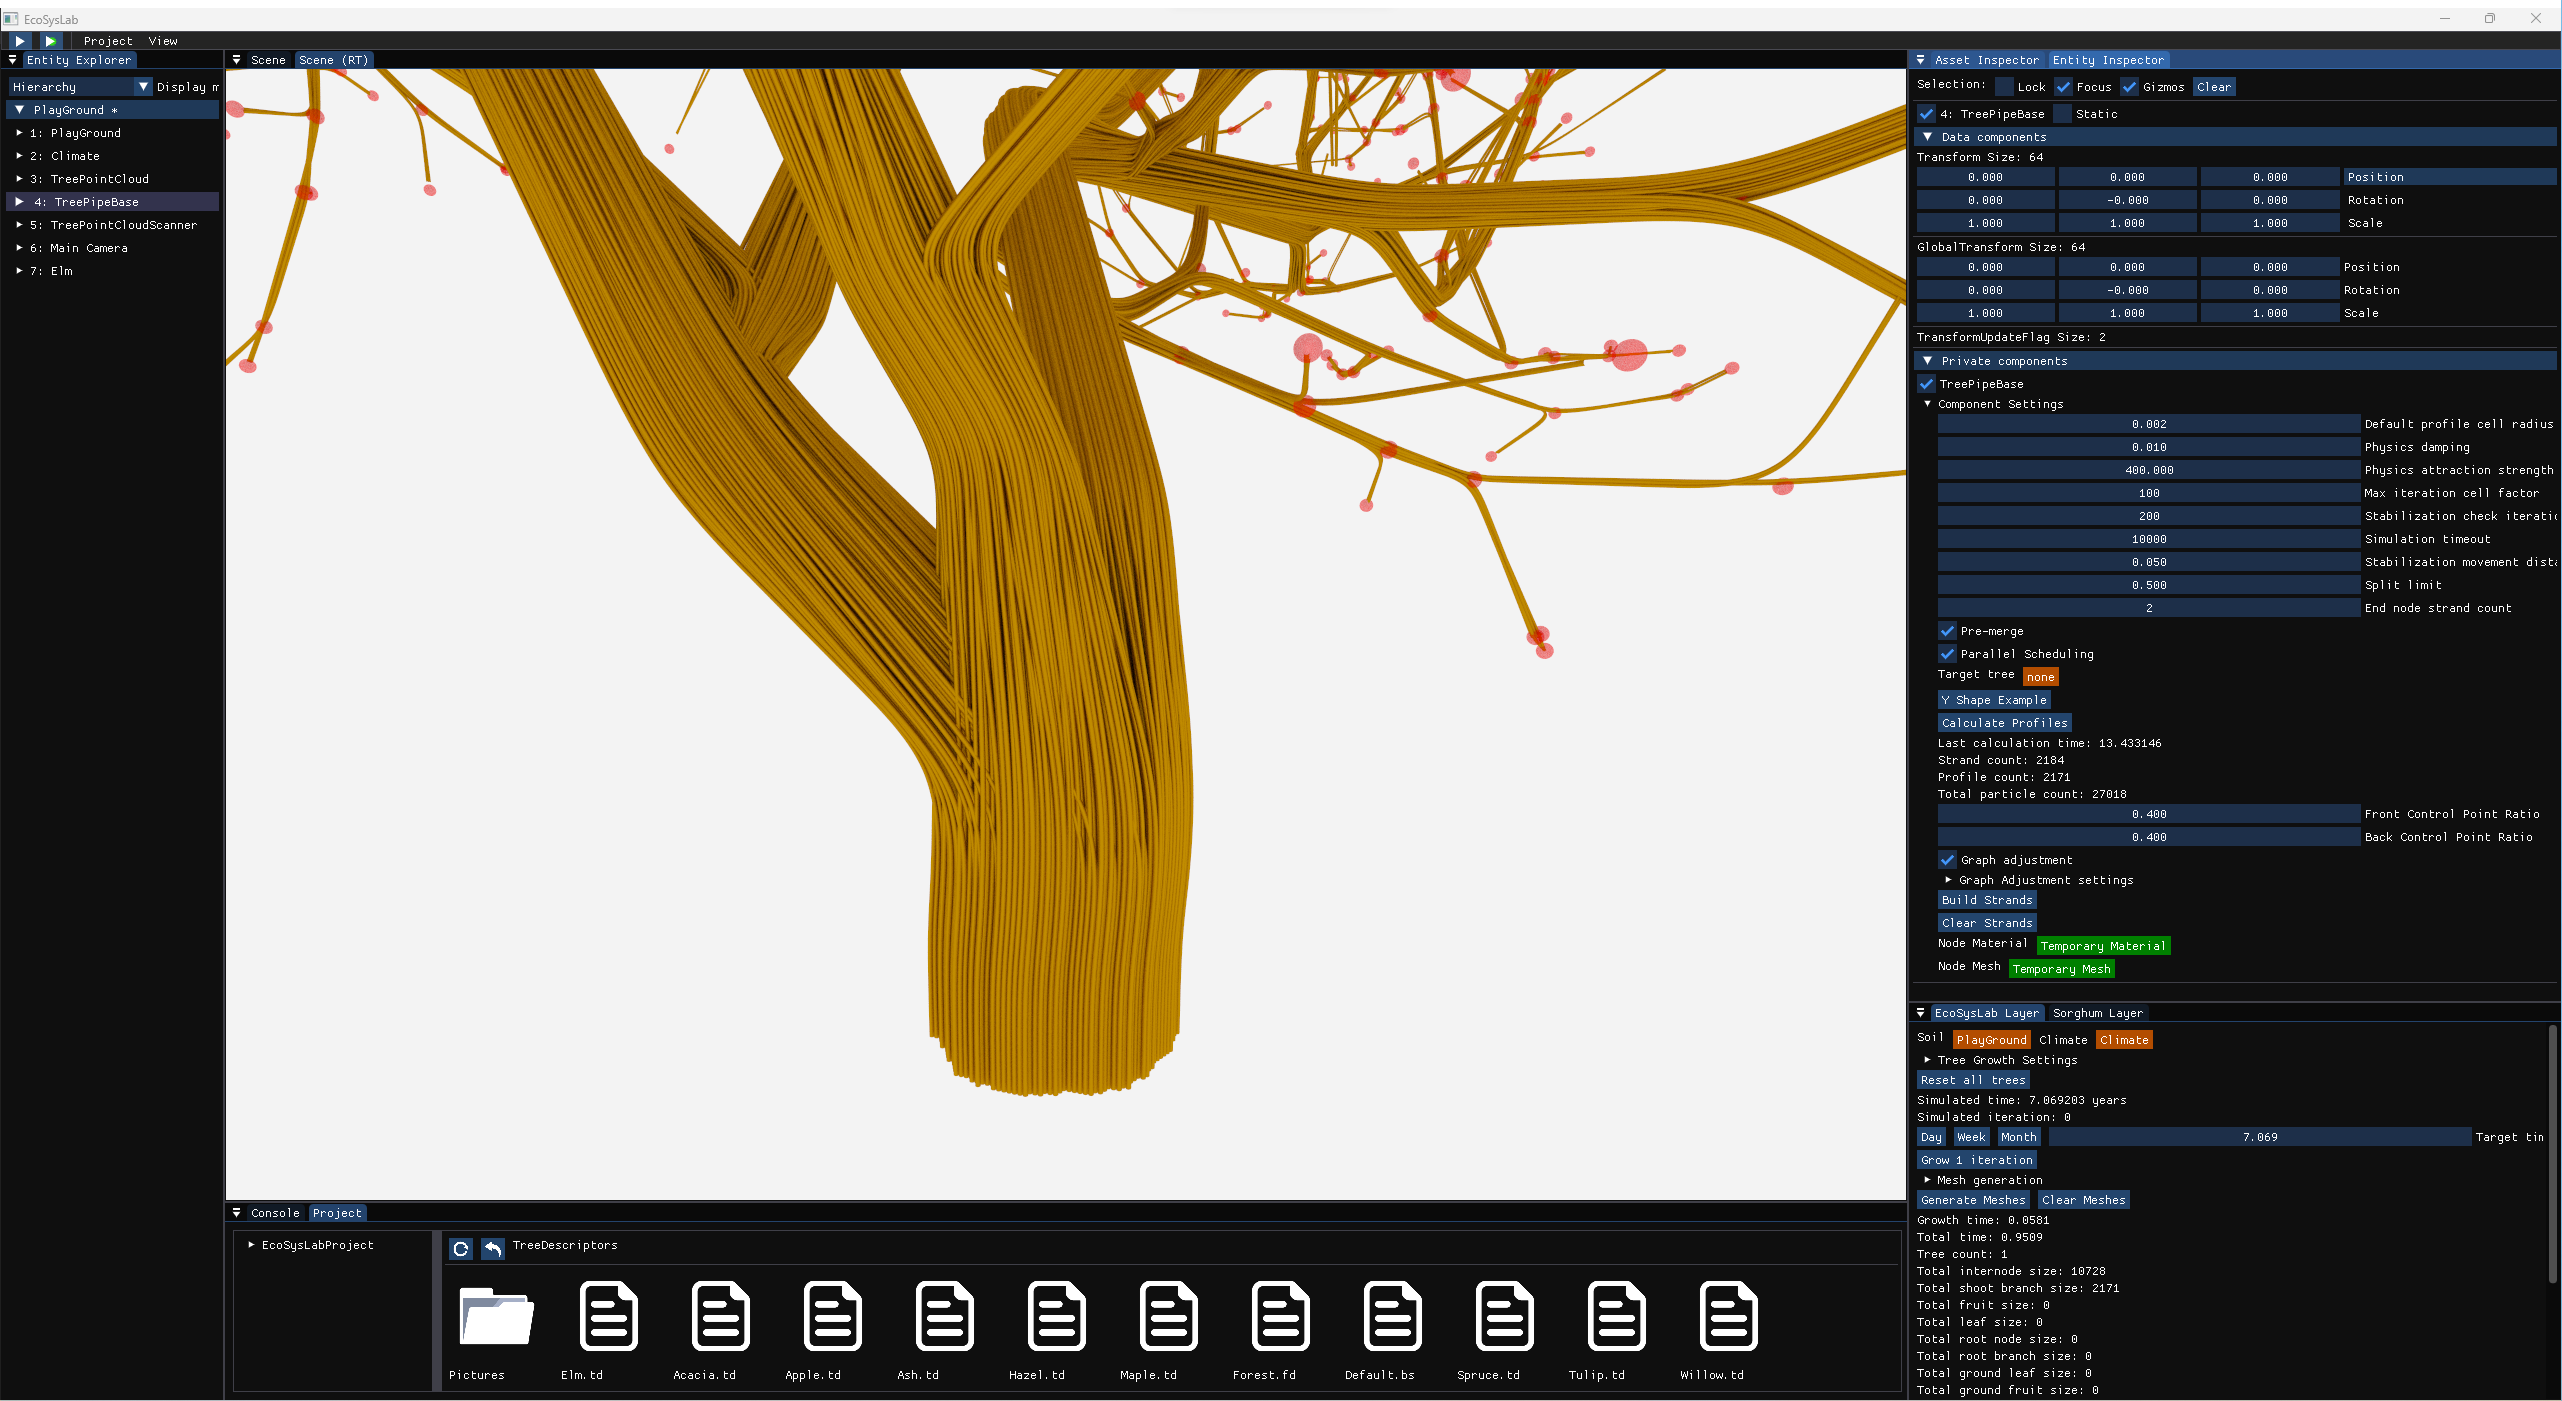 EcoSysLab
Project View
Entity Explorer
Hierarchy Display m
PlayGround *
1: PlayGround
2: Climate
3: TreePointCloud
4: TreePipeBase
5: TreePointCloudScanner
6: Main Camera
7: Elm
Scene Scene (RT)
Asset Inspector Entity Inspector
Selection: Lock Focus Gizmos Clear
4: TreePipeBase Static
Data components
Transform Size: 64
0.000 0.000 0.000 Position
0.000 -0.000 0.000 Rotation
1.000 1.000 1.000 Scale
GlobalTransform Size: 64
0.000 0.000 0.000 Position
0.000 -0.000 0.000 Rotation
1.000 1.000 1.000 Scale
TransformUpdateFlag Size: 2
Private components
TreePipeBase
Component Settings
0.002 Default profile cell radius
0.010 Physics damping
400.000 Physics attraction strength
100 Max iteration cell factor
200 Stabilization check iterati
10000 Simulation timeout
0.050 Stabilization movement dist
0.500 Split limit
2 End node strand count
Pre-merge
Parallel Scheduling
Target tree none
Y Shape Example
Calculate Profiles
Last calculation time: 13.433146
Strand count: 2184
Profile count: 2171
Total particle count: 27018
0.400 Front Control Point Ratio
0.400 Back Control Point Ratio
Graph adjustment
Graph Adjustment settings
Build Strands
Clear Strands
Node Material Temporary Material
Node Mesh Temporary Mesh
EcoSysLab Layer Sorghum Layer
Soil PlayGround Climate Climate
Tree Growth Settings
Reset all trees
Simulated time: 7.069203 years
Simulated iteration: 0
Day Week Month 7.069 Target tim
Grow 1 iteration
Mesh generation
Generate Meshes Clear Meshes
Growth time: 0.0581
Total time: 0.9509
Tree count: 1
Total internode size: 10728
Total shoot branch size: 2171
Total fruit size: 0
Total leaf size: 0
Total root node size: 0
Total root branch size: 0
Total ground leaf size: 0
Total ground fruit size: 0
Console Project
EcoSysLabProject
TreeDescriptors
Pictures Elm.td Acacia.td Apple.td Ash.td Hazel.td Maple.td Forest.fd Default.bs Spruce.td Tulip.td Willow.td